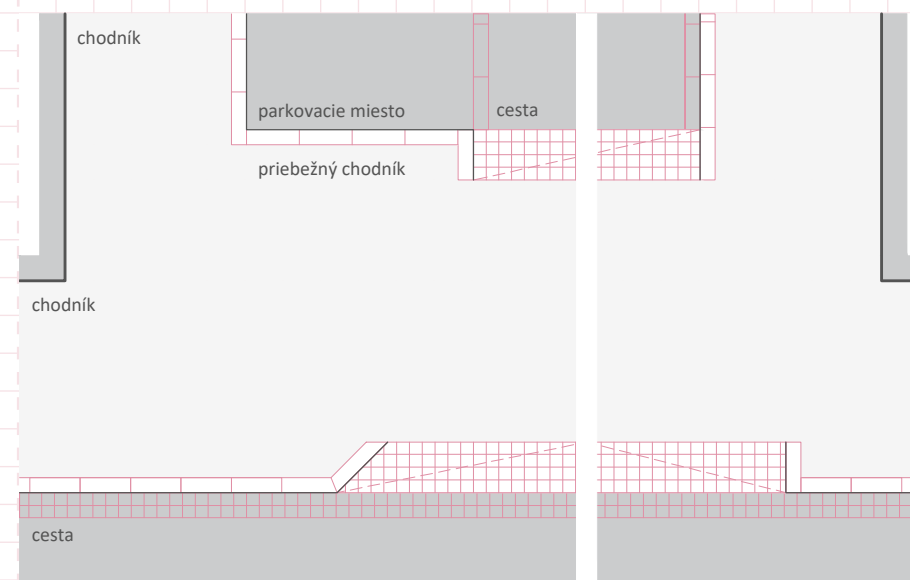 chodník
parkovacie miesto
cesta
priebežný chodník
chodník
cesta